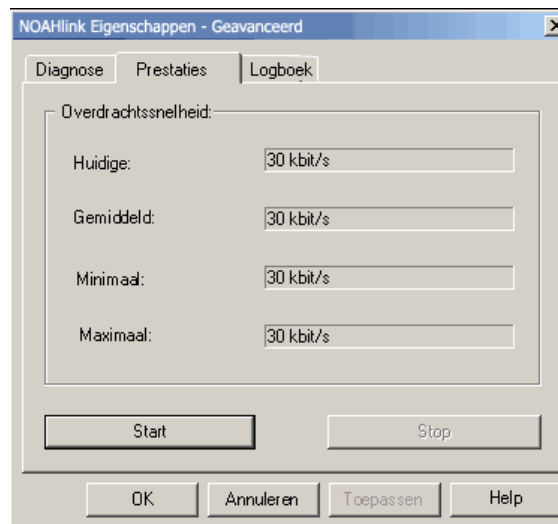 NOAHlink Eigenschappen - Geavanceerd
Diagnose Prestaties Logboek
Overdrachtssnelheid:
Huidige: 30 kbit/s
Gemiddeld: 30 kbit/s
Minimaal: 30 kbit/s
Maximaal: 30 kbit/s
Start Stop
OK Annuleren Toepassen Help